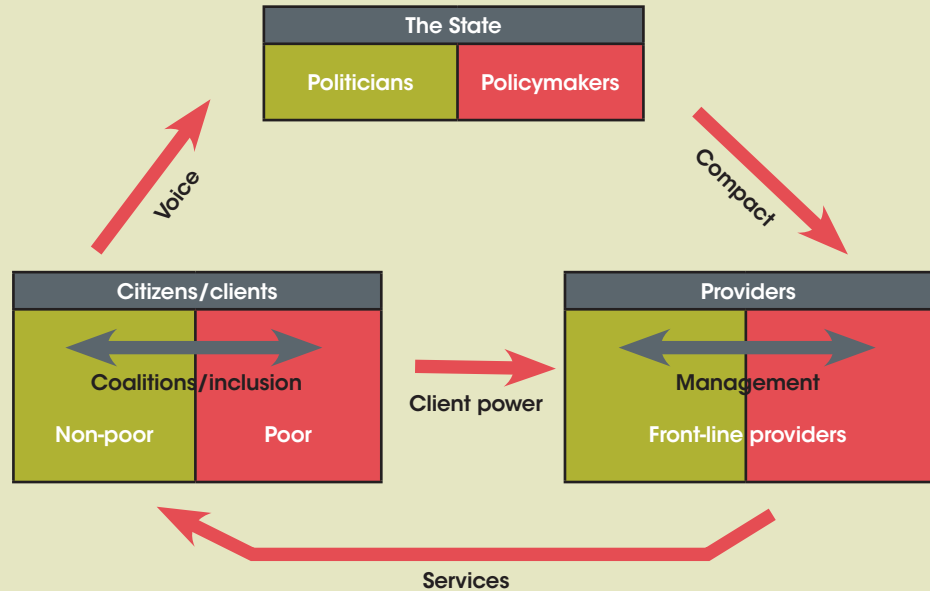 The State
Politicians
Policymakers
Voice
Compact
Citizens/clients
Coalitions/inclusion
Non-poor
Poor
Client power
Providers
Management
Front-line providers
Services